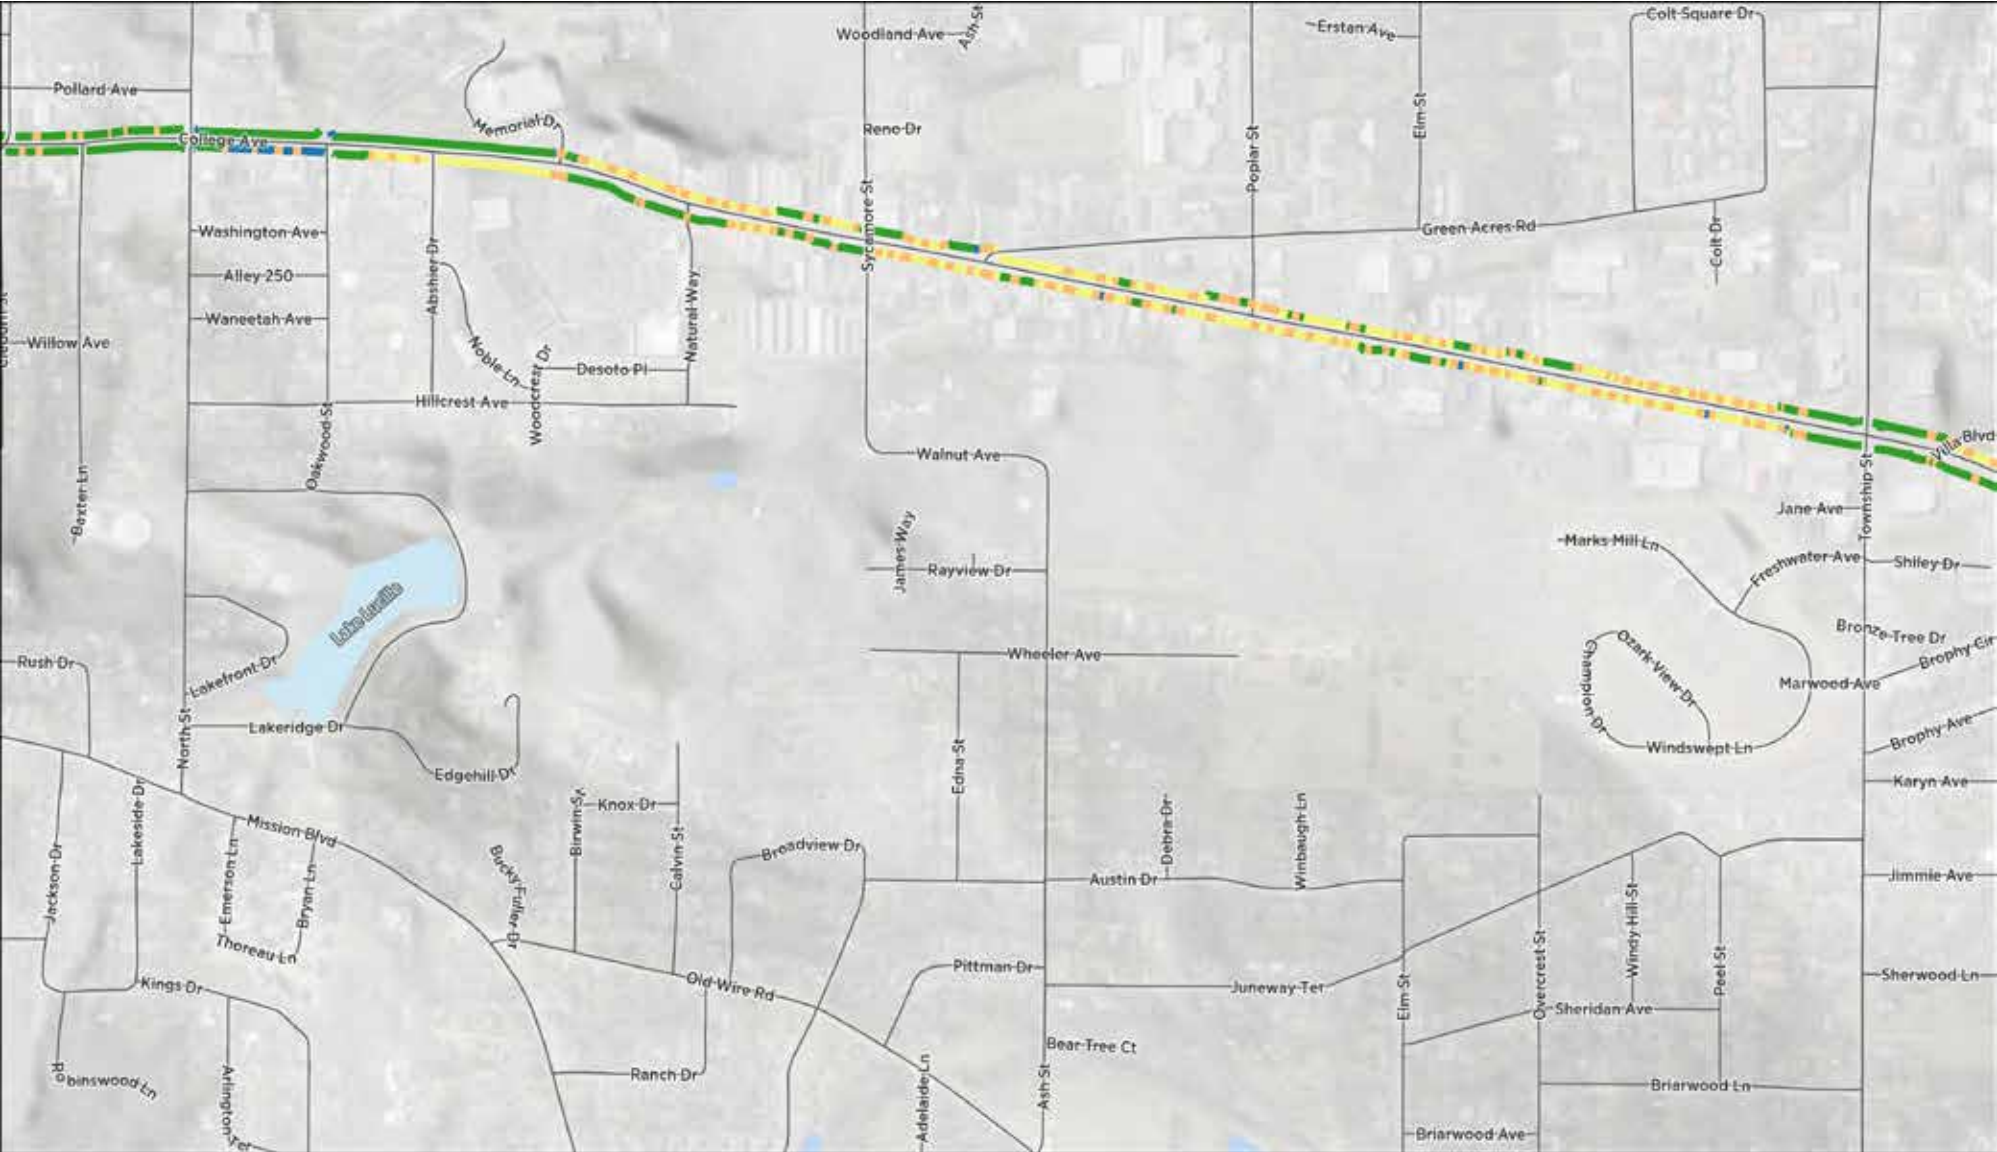 Woodland Ave
Ash St
Erstan Ave
Colt Square Dr
Pollard Ave
Memorial Dr
Reno Dr
Elm St
College Ave
Poplar St
Sycamore St
Washington Ave
Green Acres Rd
Colt Dr
Absher Dr
Alley 250
Natural Way
Waneetah Ave
Willow Ave
Noble Ln
Woodcrest Dr
Desoto Pl
Hillcrest Ave
Oakwood St
Walnut Ave
Villa Blvd
Baxter Ln
Township St
Jane Ave
James Way
Rayview Dr
Marks Mill Ln
Freshwater Ave
Shiley Dr
Lake Lucille
Bronze Tree Dr
Brophy Cir
Wheeler Ave
Ozark View Dr
Champion Dr
Marwood Ave
Rush Dr
Lakefront Dr
North St
Lakeridge Dr
Windswept Ln
Brophy Ave
Edgehill Dr
Edna St
Karyn Ave
Knox Dr
Lakeside Dr
Mission Blvd
Birwin St
Calvin St
Broadview Dr
Debra Dr
Winbaugh Ln
Jackson Dr
Emerson Ln
Bryan Ln
Bucky Fuller Dr
Austin Dr
Jimmie Ave
Windy Hill St
Thoreau Ln
Pittman Dr
Overcrest St
Peel St
Kings Dr
Old Wire Rd
Juneway Ter
Elm St
Sherwood Ln
Sheridan Ave
Bear Tree Ct
Robinswood Ln
Arlington Ter
Ranch Dr
Adelaide Ln
Ash St
Briarwood Ln
Briarwood Ave